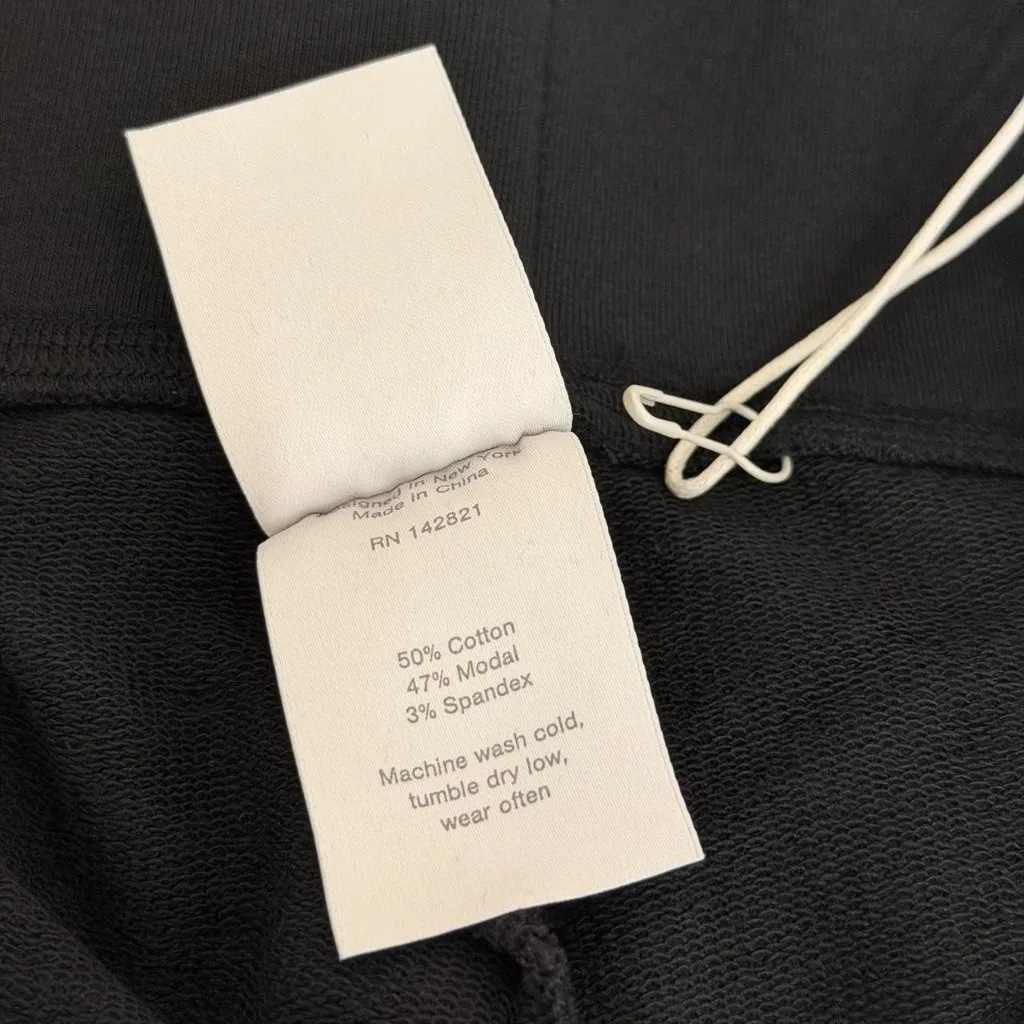 in New York
Made in China
RN 142821
50% Cotton
47% Modal
3% Spandex
Machine wash cold,
tumble dry low,
wear often